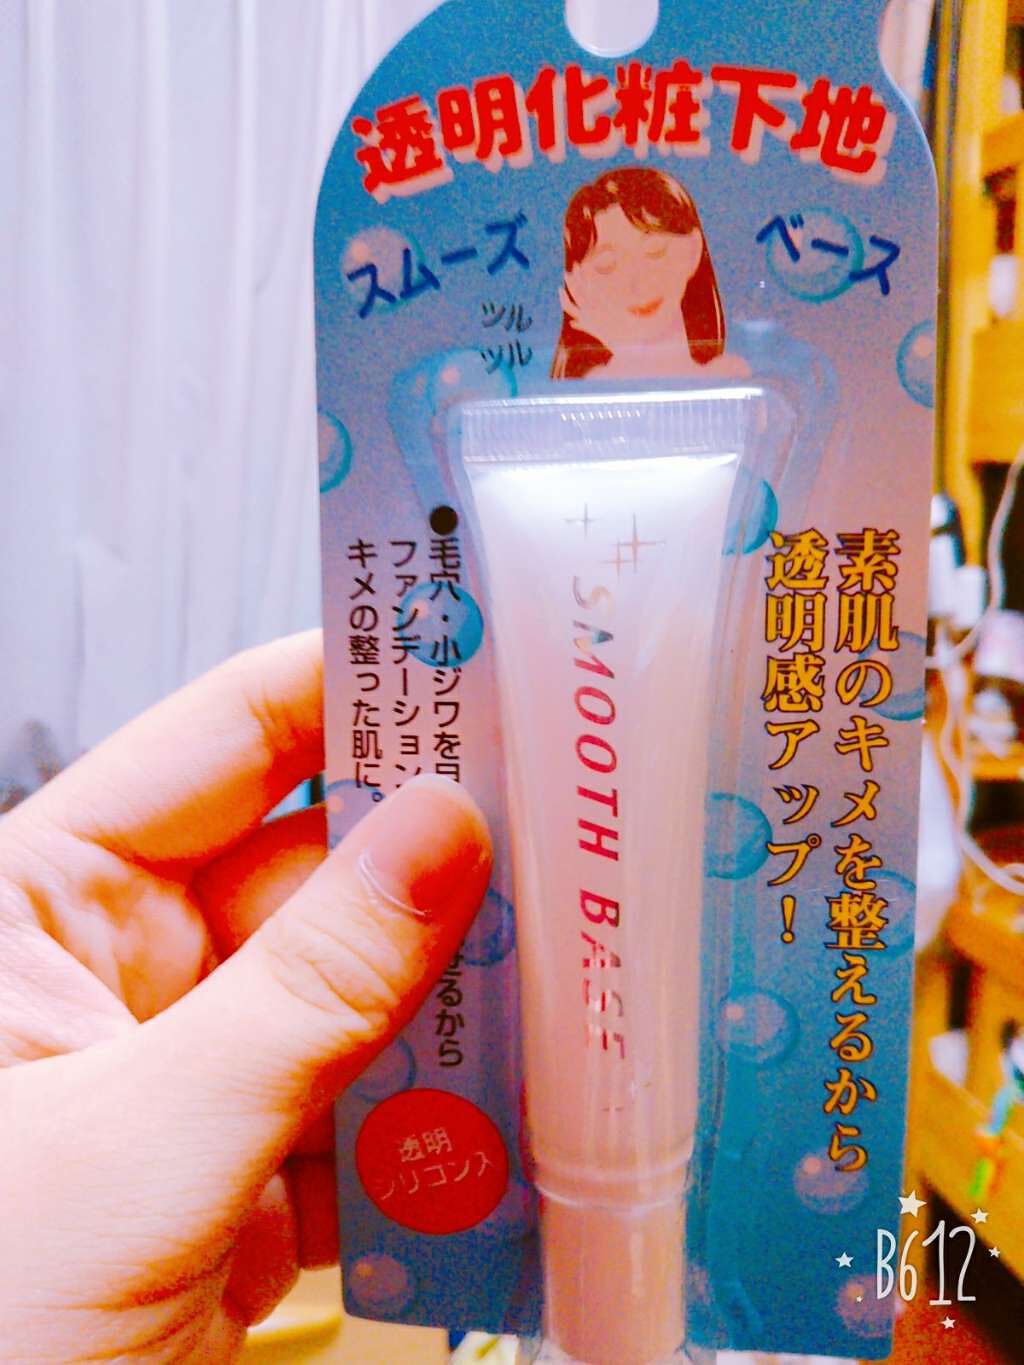 透明化粧下地
スムーズ
ベース
ツル
ツル
素肌のキメを整えるから
透明感アップ!
●毛穴・小ジワを
ファンデーション
キメの整った肌に。
るから
SMOOTH BASE
透明
シリコン
B612